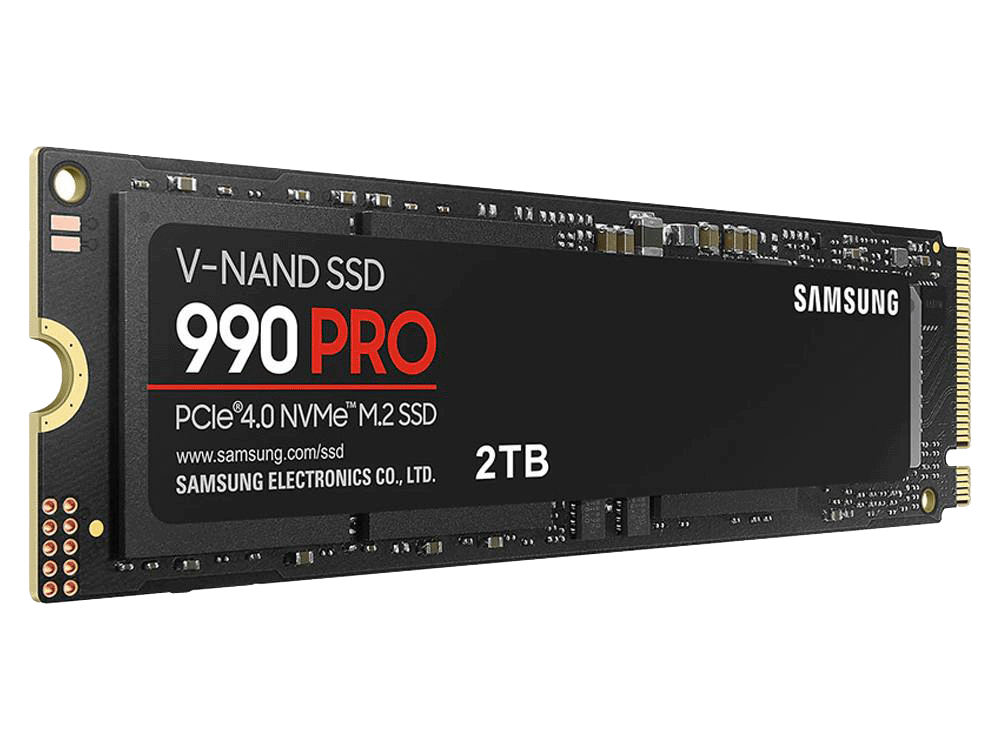 V-NAND SSD
990 PRO
PCIe®4.0 NVMe™ M.2 SSD
www.samsung.com/ssd
SAMSUNG ELECTRONICS CO., LTD.
2TB
SAMSUNG